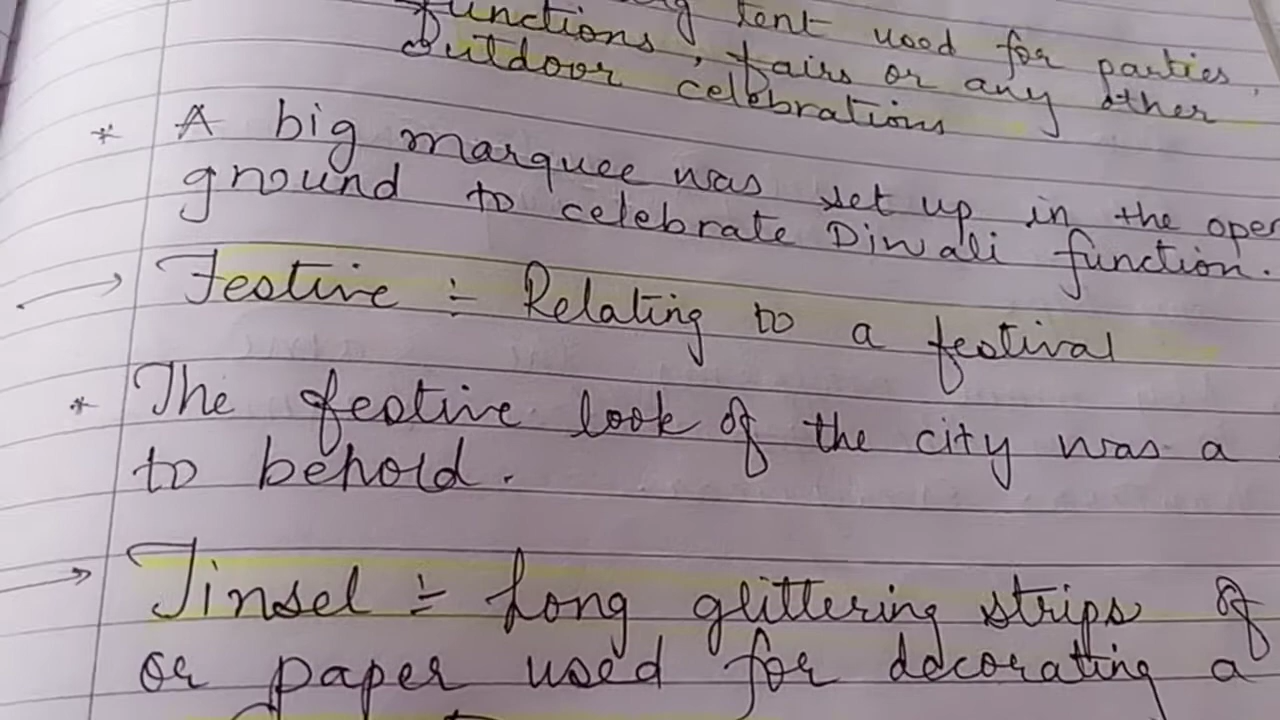 tent used for parties,
functions, fairs or any other
outdoor celebrations
* A big marquee was set up in the open
ground to celebrate Diwali function.
→ Festive :- Relating to a festival
* The festive look of the city was a
to behold.
→ Tinsel :- Long glittering strips of
or paper used for decorating a